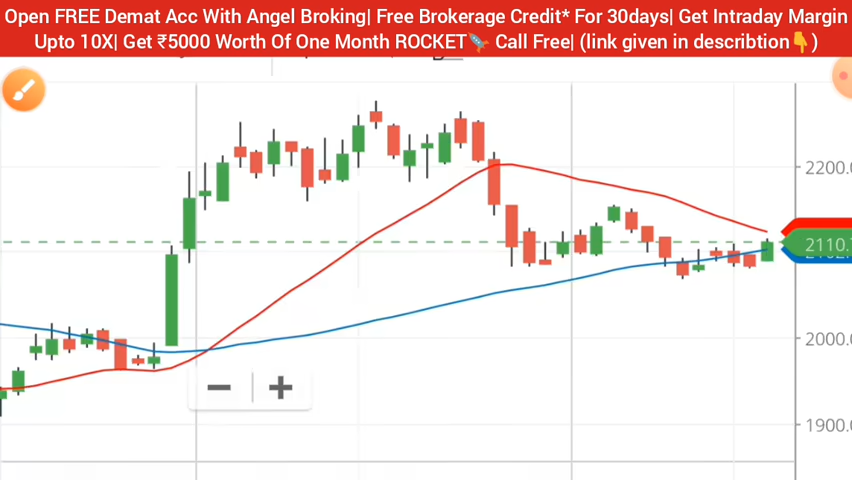 Open FREE Demat Acc With Angel Broking| Free Brokerage Credit* For 30days| Get Intraday Margin
Upto 10X| Get ₹5000 Worth Of One Month ROCKET🚀 Call Free| (link given in describtion👇)
2200.
2110.
2000.
1900.